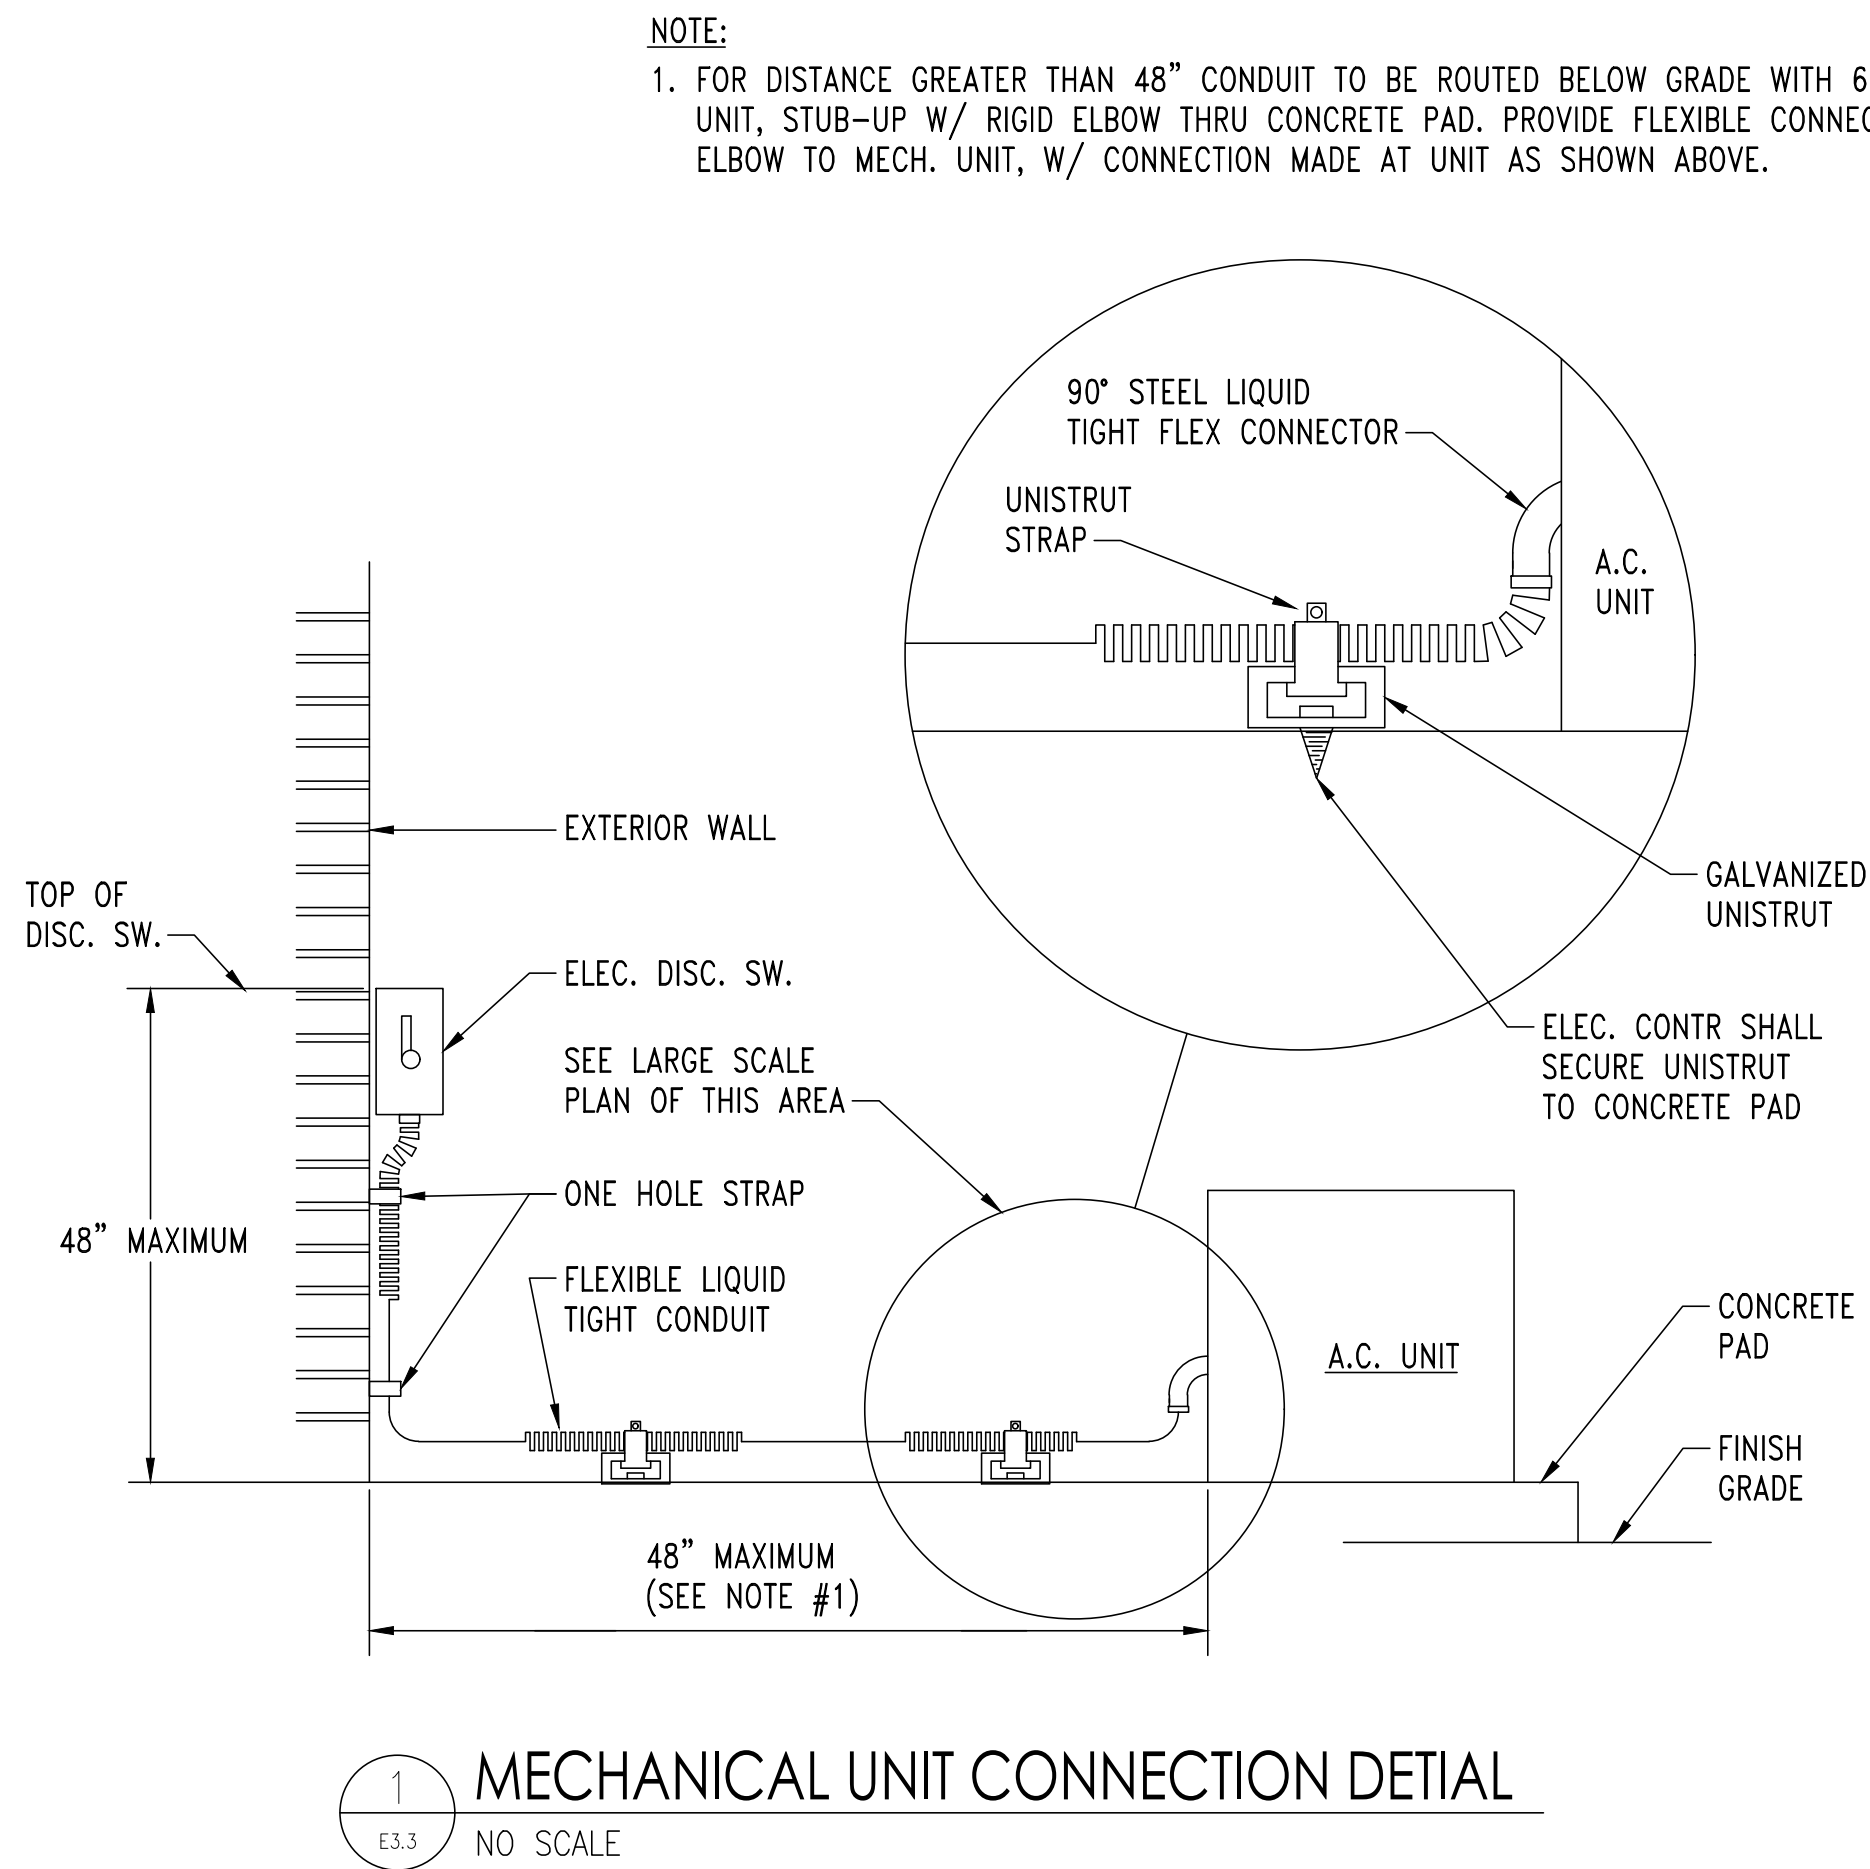 NOTE:
1. FOR DISTANCE GREATER THAN 48" CONDUIT TO BE ROUTED BELOW GRADE WITH 6
UNIT, STUB-UP W/ RIGID ELBOW THRU CONCRETE PAD. PROVIDE FLEXIBLE
ELBOW TO MECH. UNIT, W/ CONNECTION MADE AT UNIT AS SHOWN ABOVE.
90° STEEL LIQUID
TIGHT FLEX CONNECTOR
UNISTRUT
STRAP
A.C.
UNIT
EXTERIOR WALL
GALVANIZED
UNISTRUT
TOP OF
DISC. SW.
ELEC. DISC. SW.
ELEC. CONTR SHALL
SECURE UNISTRUT
TO CONCRETE PAD
SEE LARGE SCALE
PLAN OF THIS AREA
ONE HOLE STRAP
48" MAXIMUM
FLEXIBLE LIQUID
TIGHT CONDUIT
A.C. UNIT
CONCRETE
PAD
FINISH
GRADE
48" MAXIMUM
(SEE NOTE #1)
1
E3.3
MECHANICAL UNIT CONNECTION DETIAL
NO SCALE